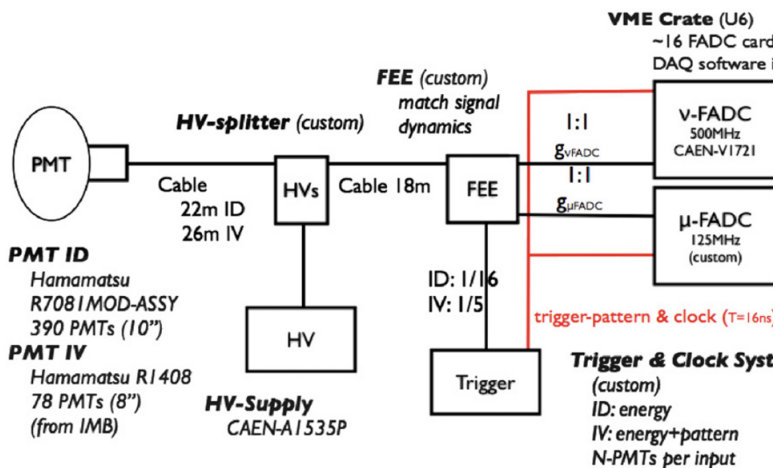 VME Crate (U6)
~16 FADC card
DAQ software i
FEE (custom)
match signal
dynamics
HV-splitter (custom)
1:1
gνFADC
1:1
gμFADC
ν-FADC
500MHz
CAEN-V1721
PMT
Cable
22m ID
26m IV
HVs
Cable 18m
FEE
μ-FADC
125MHz
(custom)
PMT ID
Hamamatsu
R7081MOD-ASSY
390 PMTs (10”)
PMT IV
Hamamatsu R1408
78 PMTs (8”)
(from IMB)
HV
HV-Supply
CAEN-A1535P
ID: 1/16
IV: 1/5
trigger-pattern & clock (T=16ns)
Trigger
Trigger & Clock Syst
(custom)
ID: energy
IV: energy+pattern
N-PMTs per input